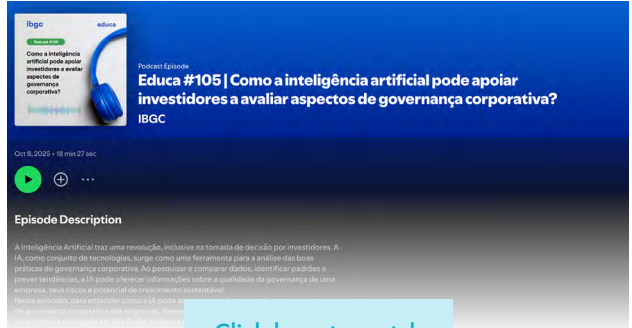 ibgc educa
Podcast #105
Como a inteligência
artificial pode apoiar
investidores a avaliar
aspectos de
governança
corporativa?
Podcast Episode
Educa #105 | Como a inteligência artificial pode apoiar
investidores a avaliar aspectos de governança corporativa?
IBGC
Oct 8, 2025 • 18 min 27 sec
Episode Description
A Inteligência Artificial traz uma revolução, inclusive na tomada de decisão por investidores. A
IA, como conjunto de tecnologias, surge como uma ferramenta para a análise das boas
práticas de governança corporativa. Ao pesquisar e comparar dados, identificar padrões e
prever tendências, a IA pode oferecer informações sobre a qualidade da governança de uma
empresa, seus riscos e potencial de crescimento sustentável.
Neste episódio, para entender como a IA pode
de governança corporativa das empresas,